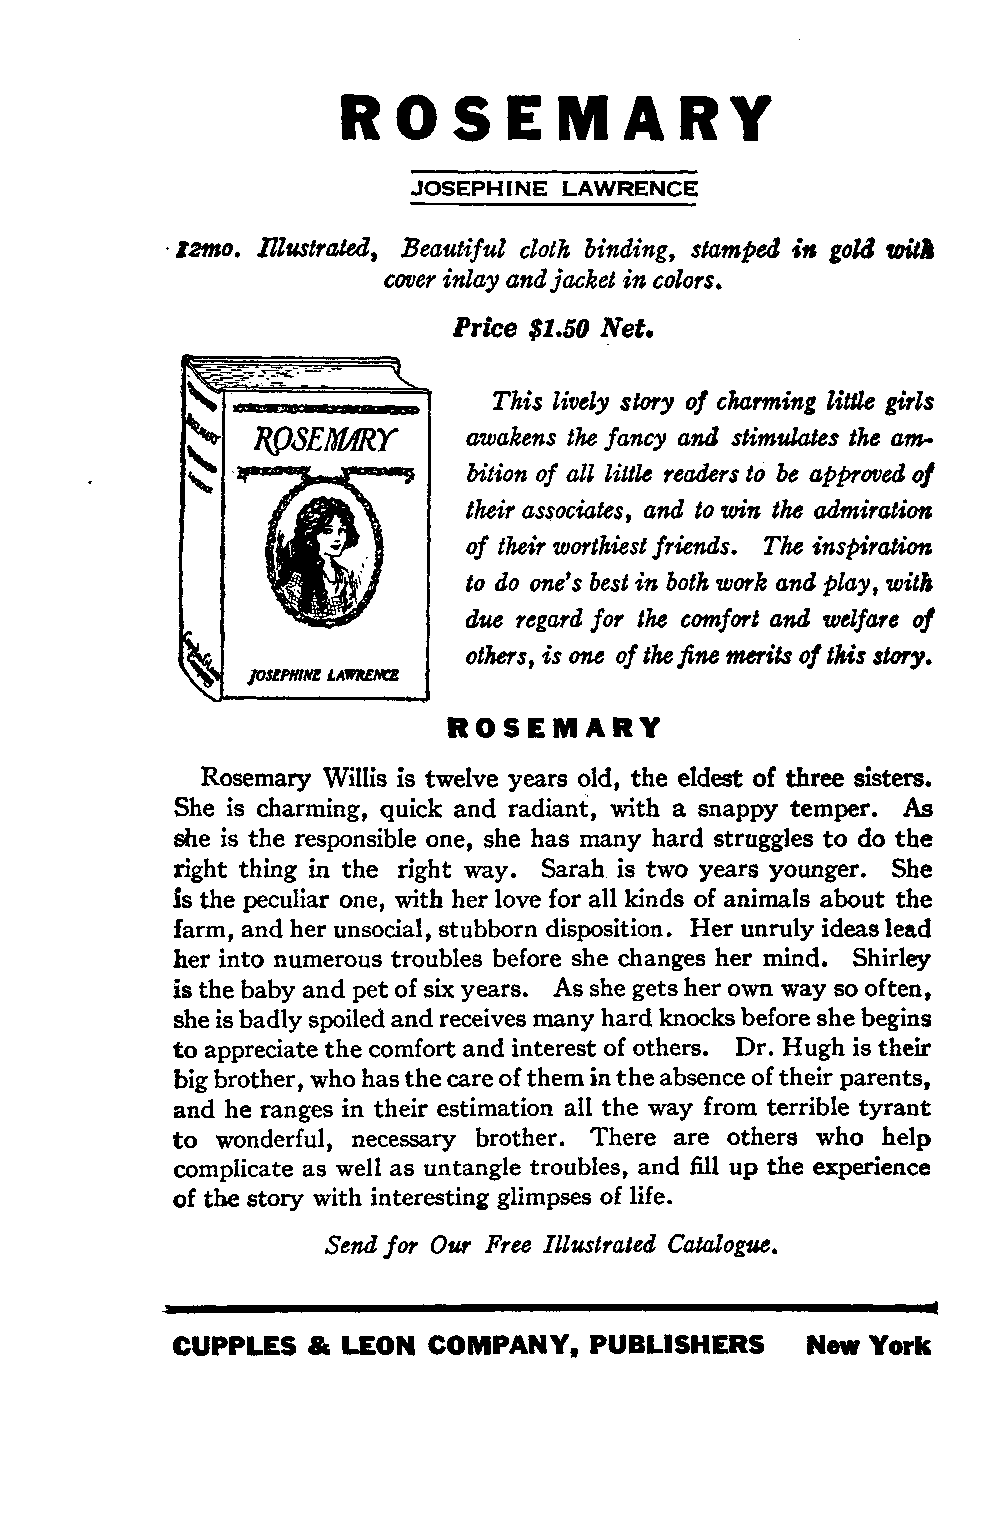 ROSEMARY
JOSEPHINE LAWRENCE
12mo. Illustrated, Beautiful cloth binding, stamped in gold with
cover inlay and jacket in colors.
Price $1.50 Net.
ROSEMARY
JOSEPHINE LAWRENCE
This lively story of charming little girls
awakens the fancy and stimulates the am-
bition of all little readers to be approved of
their associates, and to win the admiration
of their worthiest friends. The inspiration
to do one's best in both work and play, with
due regard for the comfort and welfare of
others, is one of the fine merits of this story.
ROSEMARY
Rosemary Willis is twelve years old, the eldest of three sisters.
She is charming, quick and radiant, with a snappy temper. As
she is the responsible one, she has many hard struggles to do the
right thing in the right way. Sarah is two years younger. She
is the peculiar one, with her love for all kinds of animals about the
farm, and her unsocial, stubborn disposition. Her unruly ideas lead
her into numerous troubles before she changes her mind. Shirley
is the baby and pet of six years. As she gets her own way so often,
she is badly spoiled and receives many hard knocks before she begins
to appreciate the comfort and interest of others. Dr. Hugh is their
big brother, who has the care of them in the absence of their parents,
and he ranges in their estimation all the way from terrible tyrant
to wonderful, necessary brother. There are others who help
complicate as well as untangle troubles, and fill up the experience
of the story with interesting glimpses of life.
Send for Our Free Illustrated Catalogue.
CUPPLES & LEON COMPANY, PUBLISHERS New York